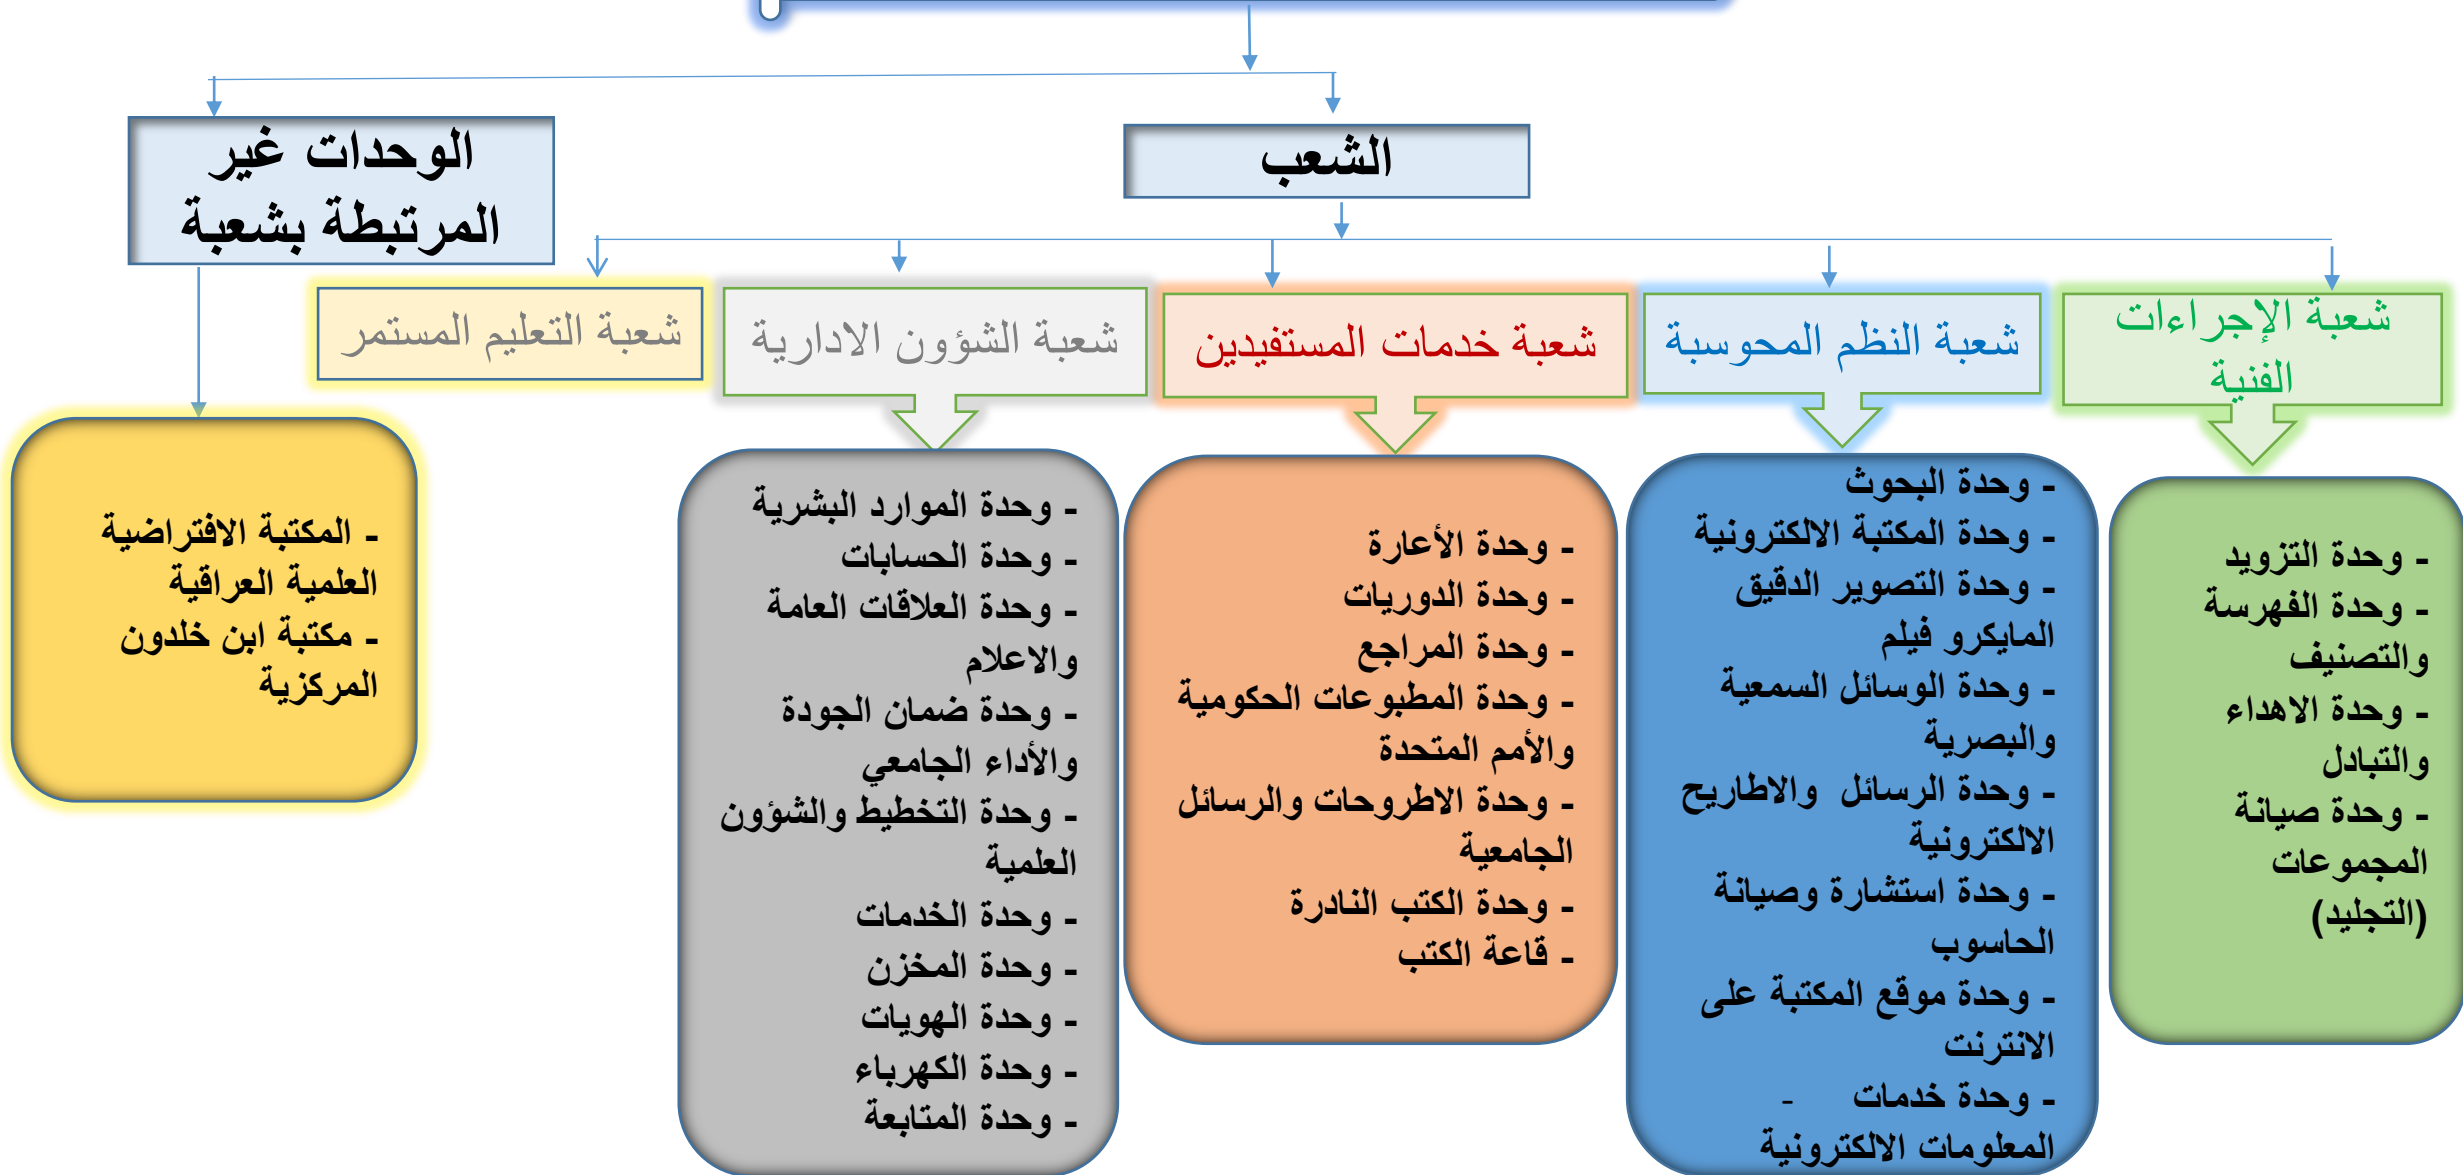 الشعب
الوحدات غير
المرتبطة بشعبة
شعبة الإجراءات
الفنية
شعبة النظم المحوسبة
شعبة خدمات المستفيدين
شعبة الشؤون الادارية
شعبة التعليم المستمر
- وحدة التزويد
- وحدة الفهرسة
والتصنيف
- وحدة الاهداء
والتبادل
- وحدة صيانة
المجموعات
(التجليد)
- وحدة البحوث
- وحدة المكتبة الالكترونية
- وحدة التصوير الدقيق
المايكرو فيلم
- وحدة الوسائل السمعية
والبصرية
- وحدة الرسائل والاطاريح
الالكترونية
- وحدة استشارة وصيانة
الحاسوب
- وحدة موقع المكتبة على
الانترنت
- وحدة خدمات -
المعلومات الالكترونية
- وحدة الأعارة
- وحدة الدوريات
- وحدة المراجع
- وحدة المطبوعات الحكومية
والأمم المتحدة
- وحدة الاطروحات والرسائل
الجامعية
- وحدة الكتب النادرة
- قاعة الكتب
- وحدة الموارد البشرية
- وحدة الحسابات
- وحدة العلاقات العامة
والاعلام
- وحدة ضمان الجودة
والأداء الجامعي
- وحدة التخطيط والشؤون
العلمية
- وحدة الخدمات
- وحدة المخزن
- وحدة الهويات
- وحدة الكهرباء
- وحدة المتابعة
- المكتبة الافتراضية
العلمية العراقية
- مكتبة ابن خلدون
المركزية